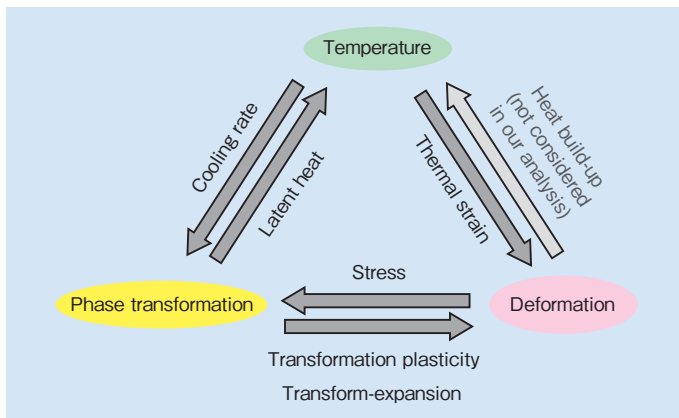 Temperature
Cooling rate
Latent heat
Thermal strain
Heat build-up
(not considered
in our analysis)
Phase transformation
Stress
Deformation
Transformation plasticity
Transform-expansion